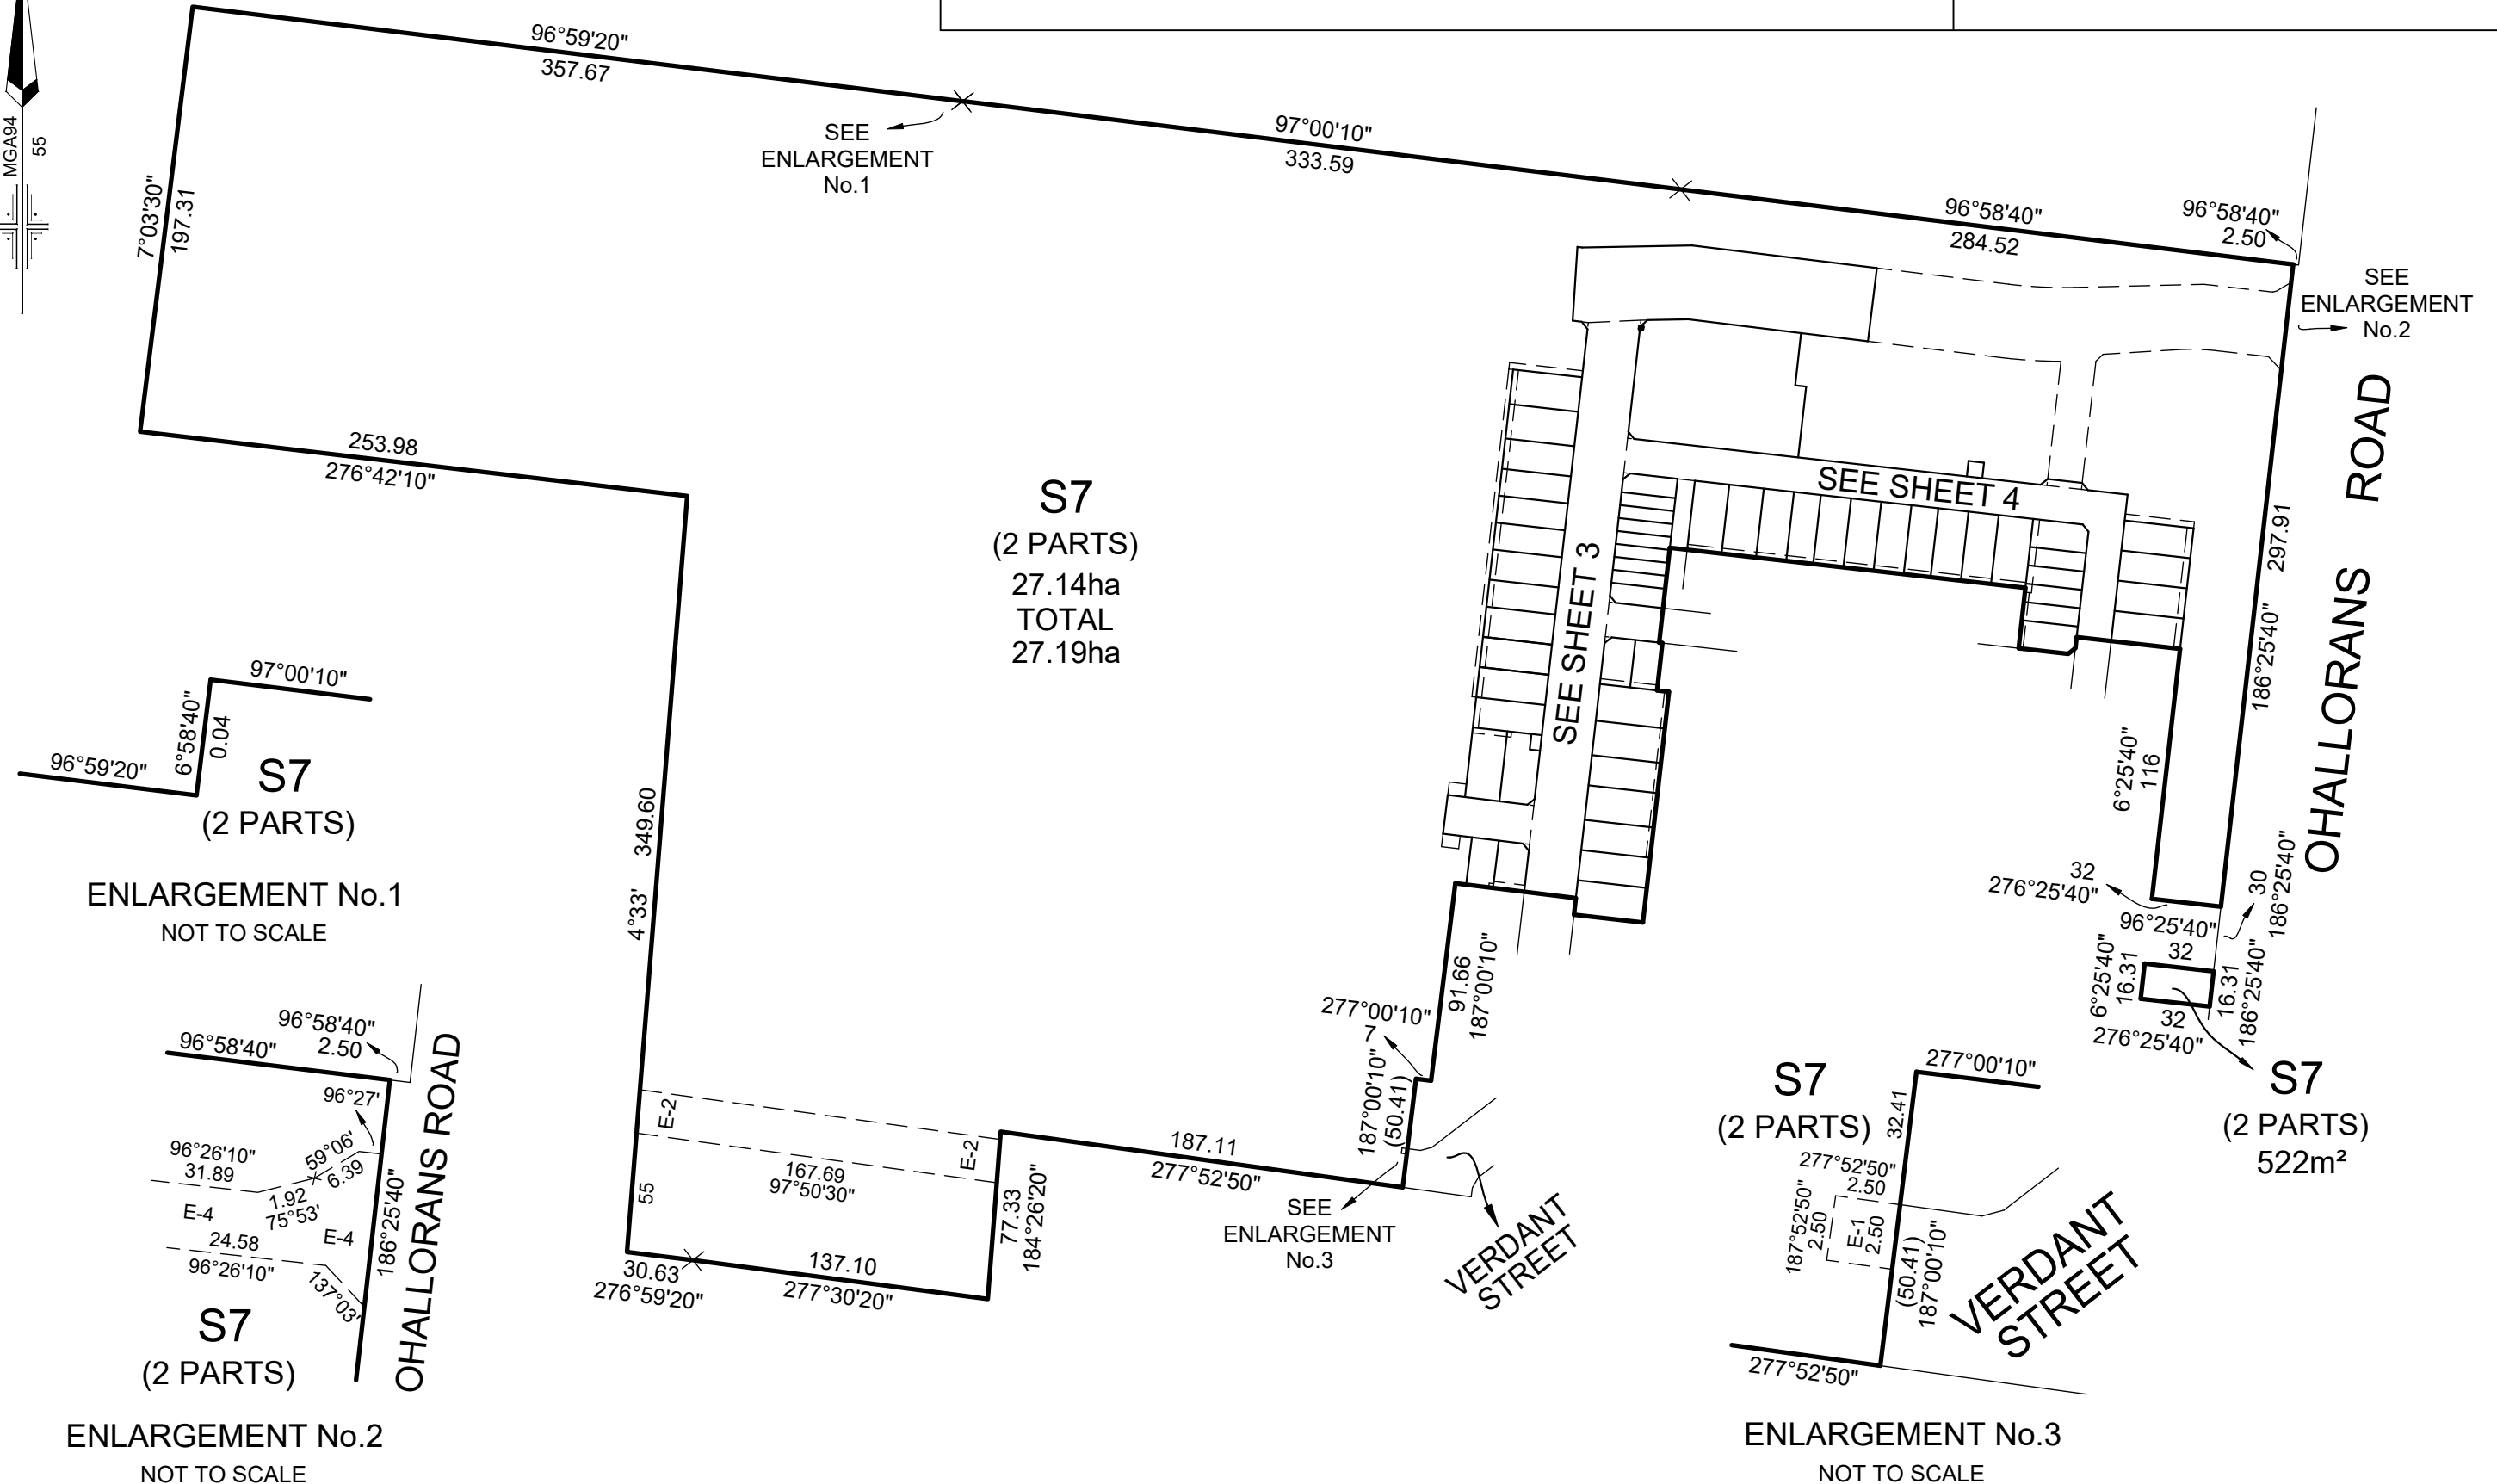 MGA94
55
96°59'20"
357.67
SEE
ENLARGEMENT
No.1
97°00'10"
333.59
96°58'40"
284.52
96°58'40"
2.50
SEE
ENLARGEMENT
No.2
7°03'30"
197.31
253.98
276°42'10"
S7
(2 PARTS)
27.14ha
TOTAL
27.19ha
SEE SHEET 4
SEE SHEET 3
OHALLORANS ROAD
297.91
186°25'40"
6°25'40"
116
32
276°25'40"
30
186°25'40"
96°25'40"
32
6°25'40"
16.31
16.31
186°25'40"
32
276°25'40"
S7
(2 PARTS)
522m²
349.60
4°33'
91.66
187°00'10"
277°00'10"
7
187°00'10"
(50.41)
E-2
E-2
55
167.69
97°50'30"
187.11
277°52'50"
77.33
184°26'20"
30.63
276°59'20"
137.10
277°30'20"
SEE
ENLARGEMENT
No.3
VERDANT
STREET
97°00'10"
6°58'40"
0.04
96°59'20"
S7
(2 PARTS)
ENLARGEMENT No.1
NOT TO SCALE
96°58'40"
96°58'40"
2.50
OHALLORANS ROAD
96°27'
96°26'10"
31.89
59°06'
6.39
1.92
75°53'
E-4
E-4
24.58
96°26'10"
137°03'
186°25'40"
S7
(2 PARTS)
ENLARGEMENT No.2
NOT TO SCALE
S7
(2 PARTS)
277°00'10"
32.41
277°52'50"
2.50
187°52'50"
2.50
E-1
2.50
(50.41)
187°00'10"
VERDANT
STREET
277°52'50"
ENLARGEMENT No.3
NOT TO SCALE